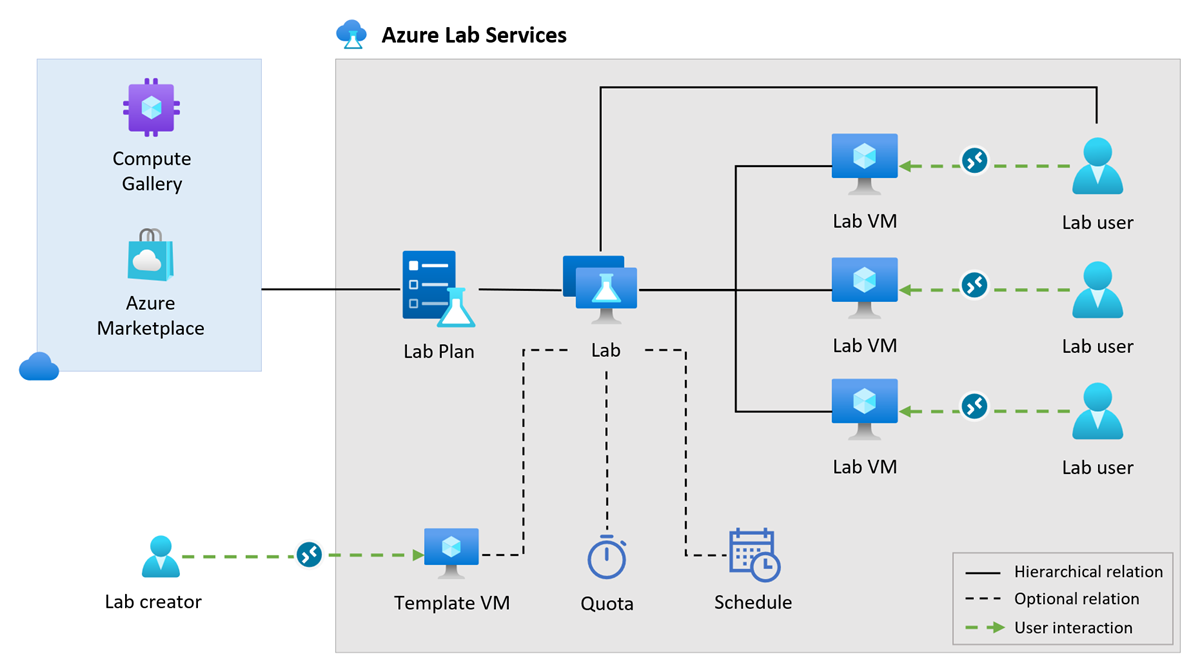 Azure Lab Services
Compute
Gallery
Azure
Marketplace
Lab Plan
Lab
Lab VM
Lab user
Lab VM
Lab user
Lab VM
Lab user
Lab creator
Template VM
Quota
Schedule
Hierarchical relation
Optional relation
User interaction